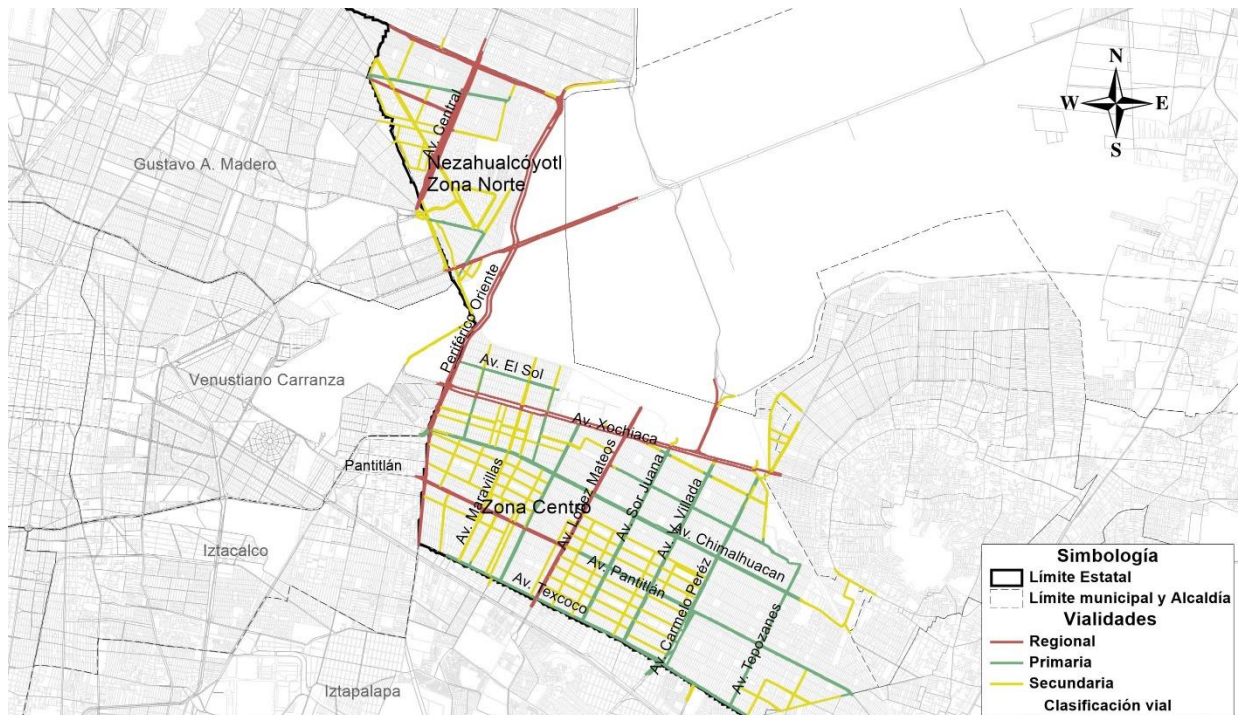 N
W E
S
Av. Central
Gustavo A. Madero
Nezahualcóyotl
Zona Norte
Periférico Oriente
Av. El Sol
Venustiano Carranza
Av. Xochiaca
Pantitlán
Av. Maravillas
Zona Centro
Av. Lopez Mateos
Av. Sor Juana
Av. V. Villada
Av. Chimalhuacan
Iztacalco
Av. Pantitlán
Av. Texcoco
Av. Carmelo Peréz
Av. Tepozanes
Iztapalapa
Simbología
Límite Estatal
Límite municipal y Alcaldía
Vialidades
Regional
Primaria
Secundaria
Clasificación vial